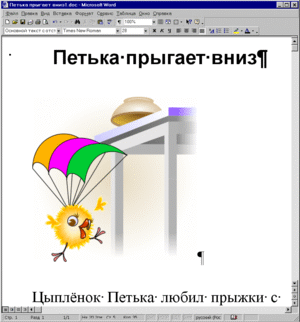 Петька прыгает вниз1.doc - Microsoft Word
Файл Правка Вид Вставка Формат Сервис Таблица Окно Справка
100%
Основной текст с отст Times New Roman 28 Ж К Ч
Петька·прыгает·вниз¶
¶
Цыплёнок· Петька· любил· прыжки· с·
Стр. 1 Разд 1 1/1 русский (Ро